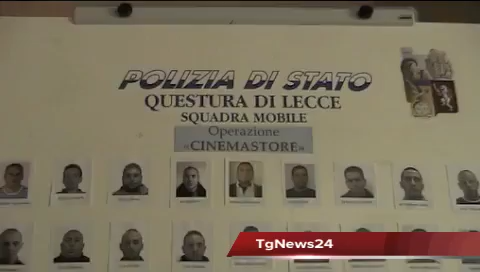 POLIZIA DI STATO
QUESTURA DI LECCE
SQUADRA MOBILE
Operazione
«CINEMASTORE»
TgNews24